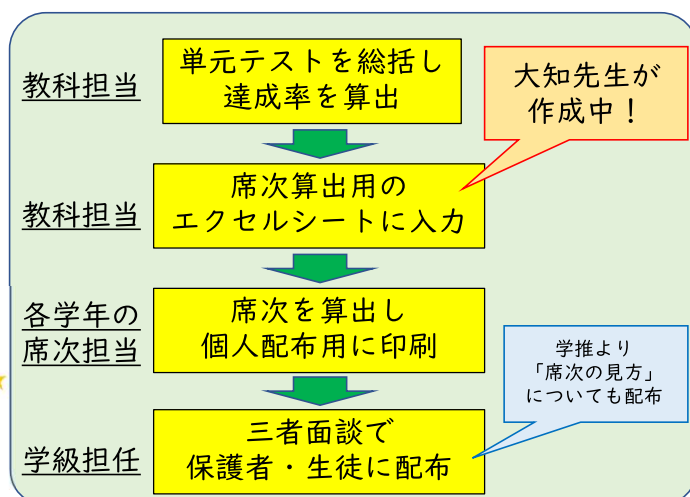 教科担当
単元テストを総括し
達成率を算出
大知先生が
作成中！
教科担当
席次算出用の
エクセルシートに入力
各学年の
席次担当
席次を算出し
個人配布用に印刷
学推より
「席次の見方」
についても配布
学級担任
三者面談で
保護者・生徒に配布